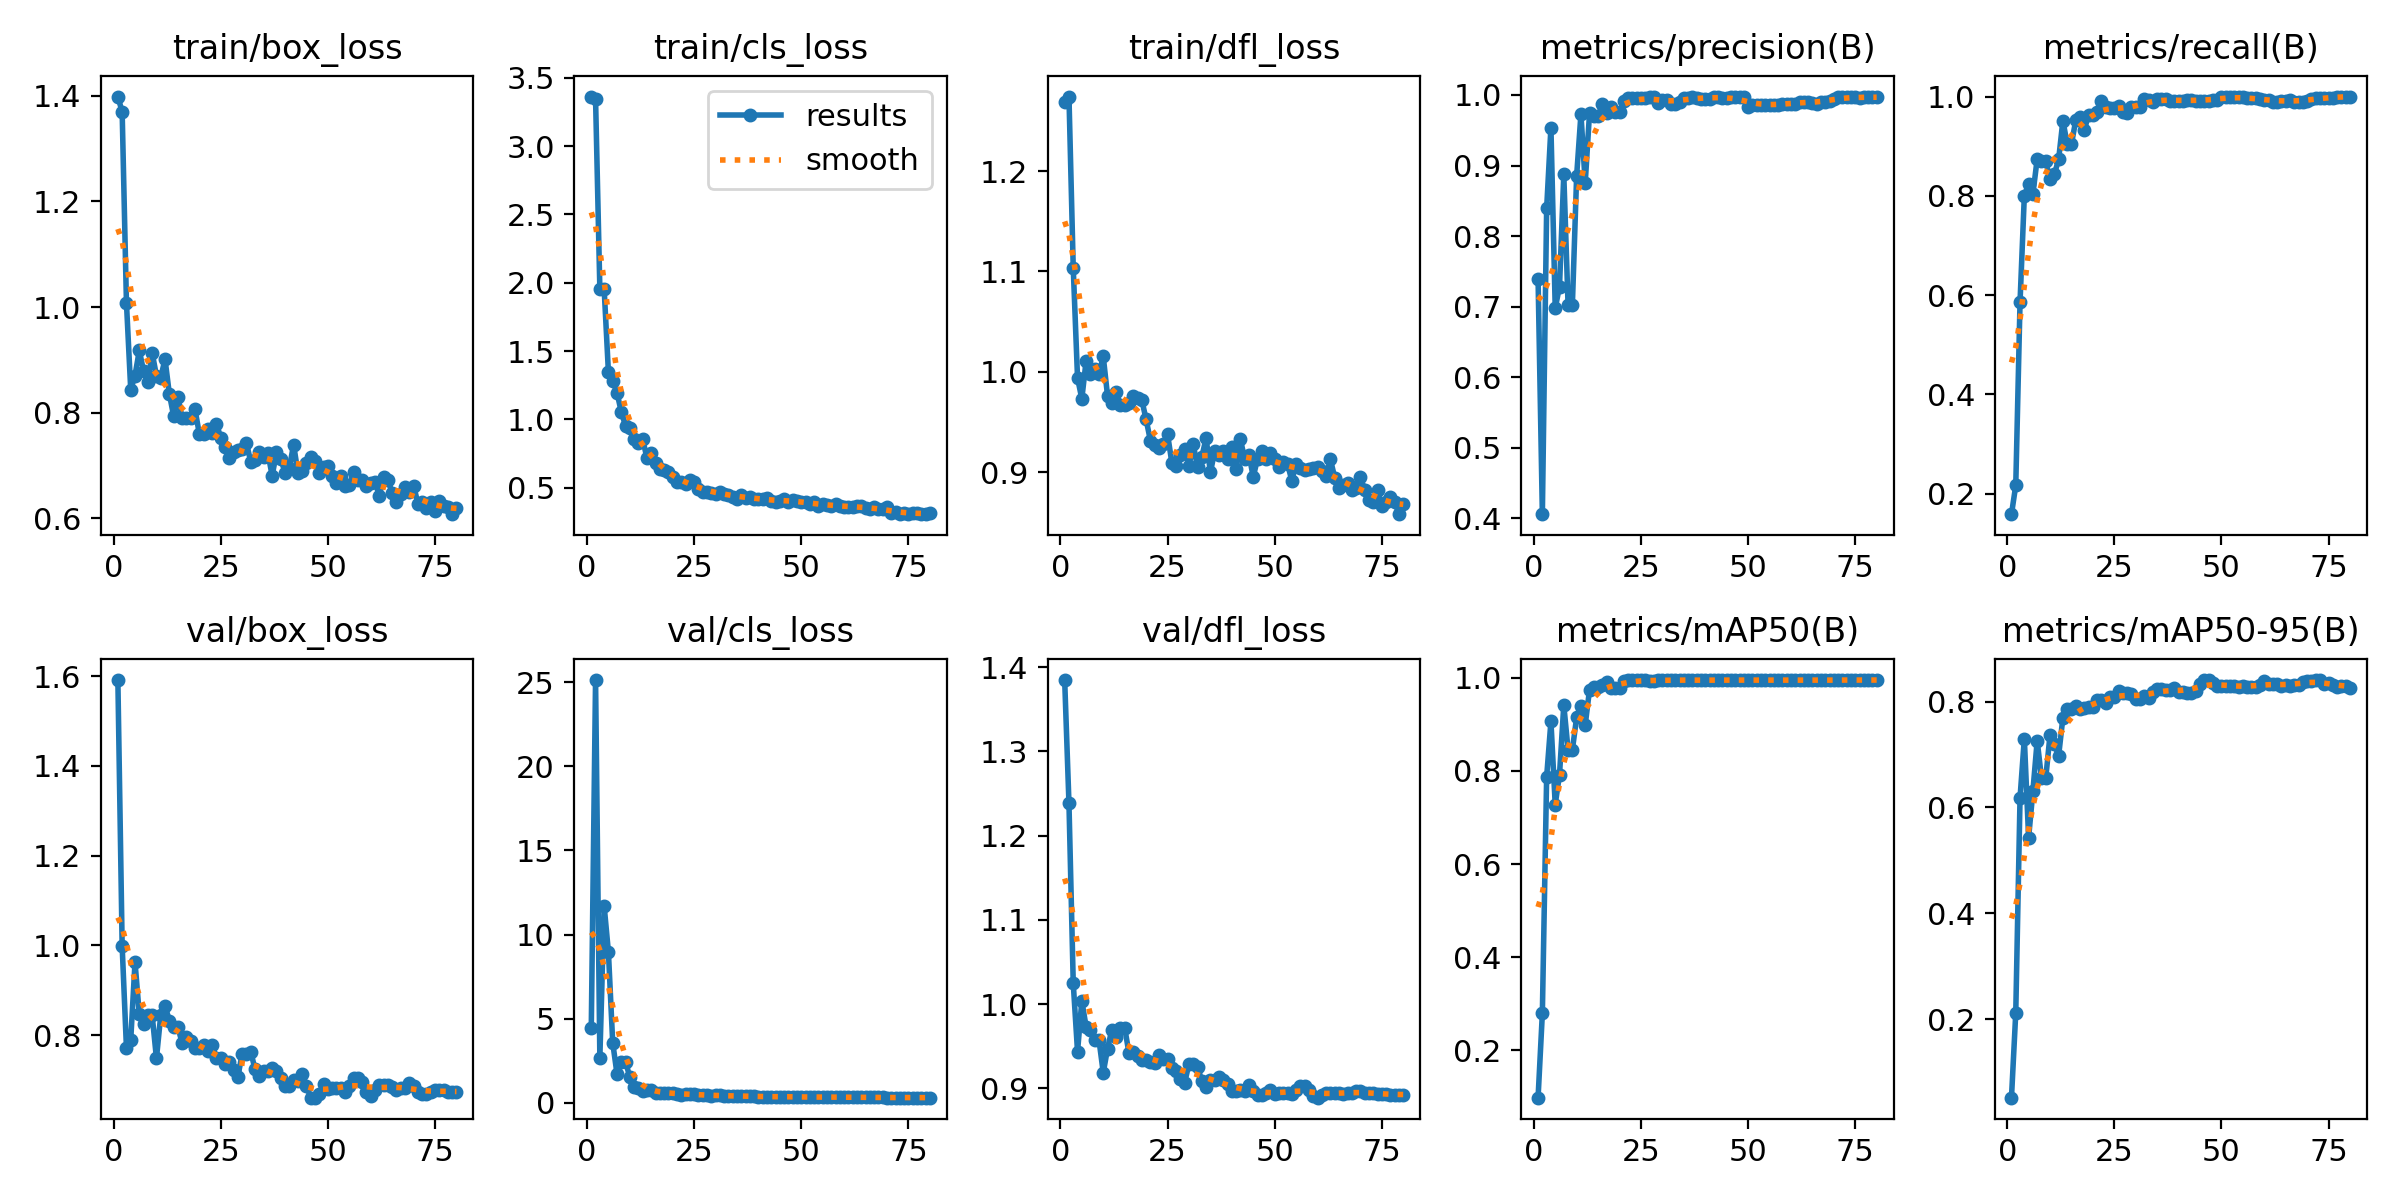 train/box_loss
1.4
1.2
1.0
0.8
0.6
0 25 50 75
train/cls_loss
3.5
3.0
2.5
2.0
1.5
1.0
0.5
0 25 50 75
results
smooth
train/dfl_loss
1.2
1.1
1.0
0.9
0 25 50 75
metrics/precision(B)
1.0
0.9
0.8
0.7
0.6
0.5
0.4
0 25 50 75
metrics/recall(B)
1.0
0.8
0.6
0.4
0.2
0 25 50 75
val/box_loss
1.6
1.4
1.2
1.0
0.8
0 25 50 75
val/cls_loss
25
20
15
10
5
0
0 25 50 75
val/dfl_loss
1.4
1.3
1.2
1.1
1.0
0.9
0 25 50 75
metrics/mAP50(B)
1.0
0.8
0.6
0.4
0.2
0 25 50 75
metrics/mAP50-95(B)
0.8
0.6
0.4
0.2
0 25 50 75